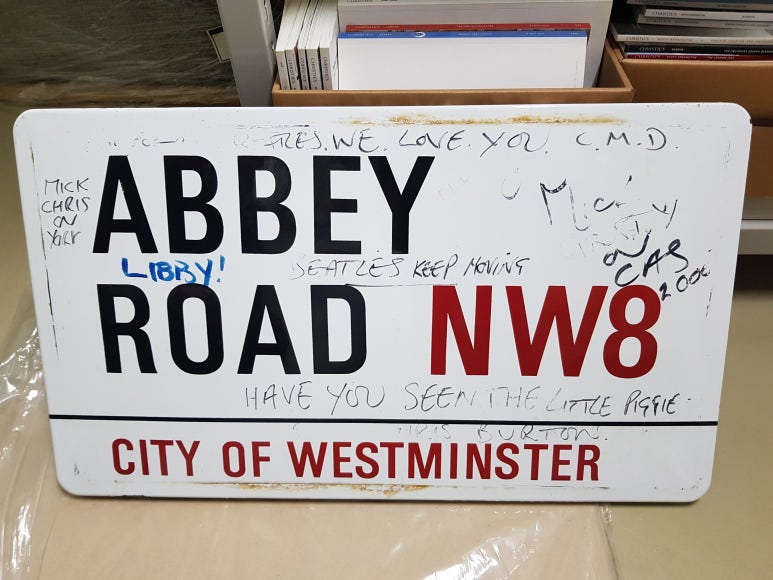 WE. LOVE. YOU. C.M.D.
MICK
CHRIS
ON
YORK
ABBEY
LIBBY!
BEATLES KEEP MOVING
ON
CAS
ROAD NW8
HAVE YOU SEEN THE LITTLE PIGGIE
BURTON.
CITY OF WESTMINSTER